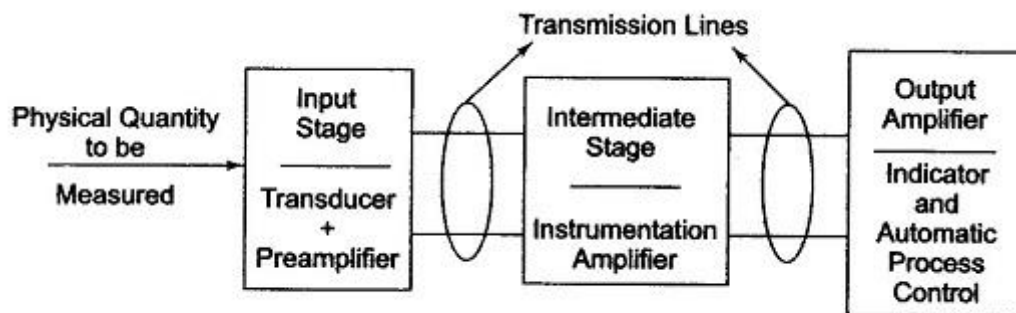 Transmission Lines
Physical Quantity
to be
Measured
Input
Stage
Transducer
+
Preamplifier
Intermediate
Stage
Instrumentation
Amplifier
Output
Amplifier
Indicator
and
Automatic
Process
Control